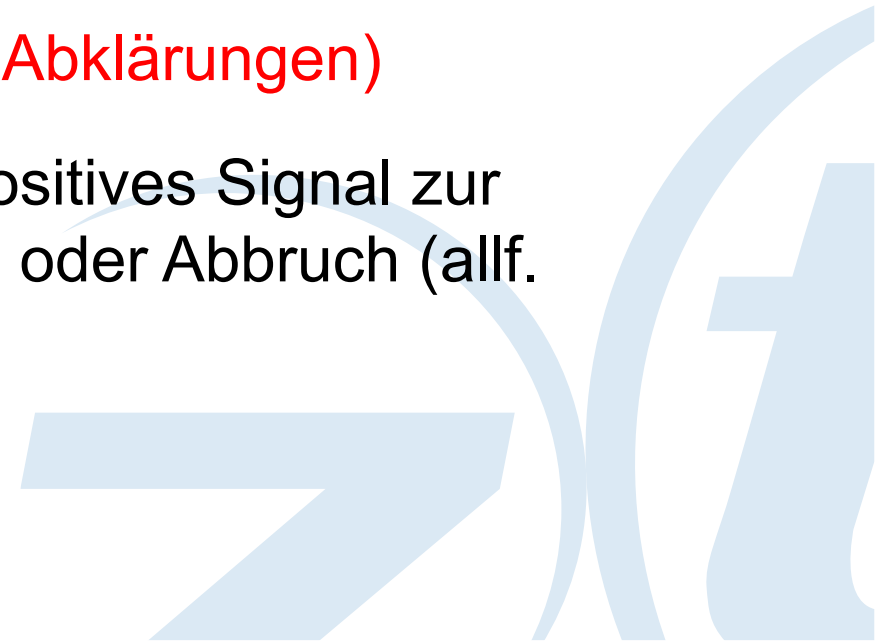 Abklärungen)
ositives Signal zur
oder Abbruch (allf.
z t